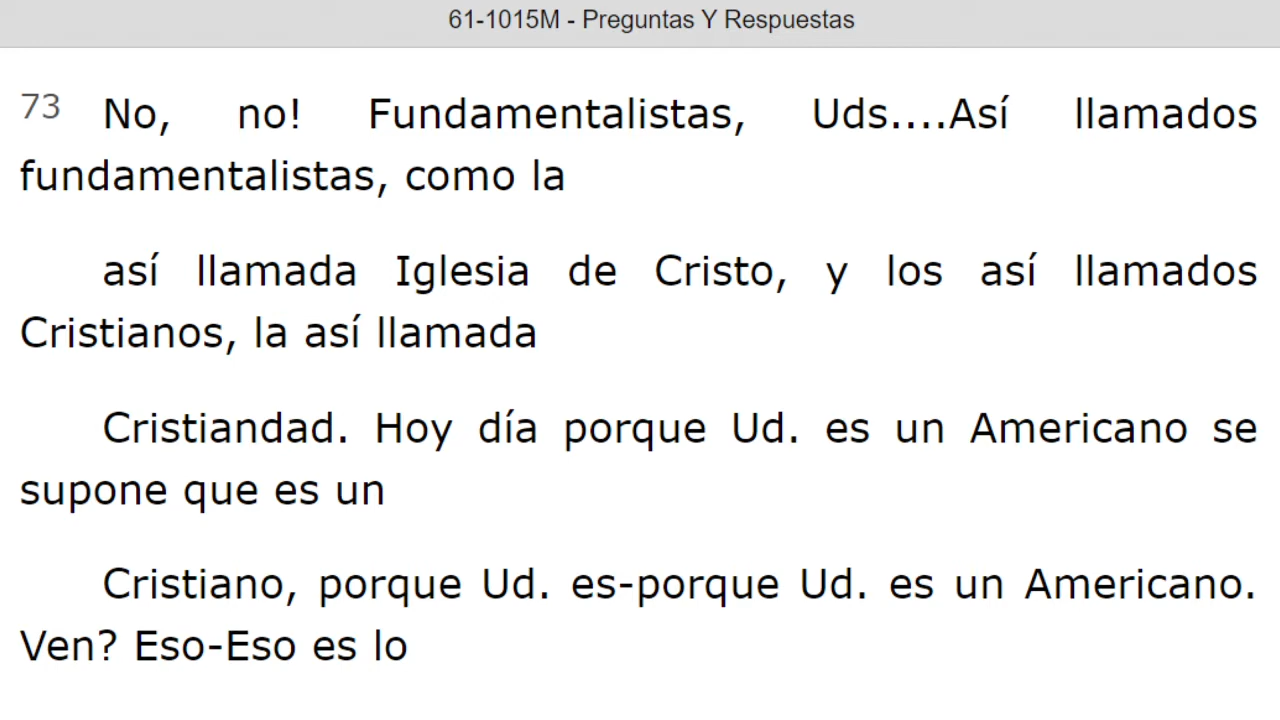 61-1015M - Preguntas Y Respuestas
73 No, no! Fundamentalistas, Uds....Así llamados
fundamentalistas, como la
así llamada Iglesia de Cristo, y los así llamados
Cristianos, la así llamada
Cristiandad. Hoy día porque Ud. es un Americano se
supone que es un
Cristiano, porque Ud. es-porque Ud. es un Americano.
Ven? Eso-Eso es lo